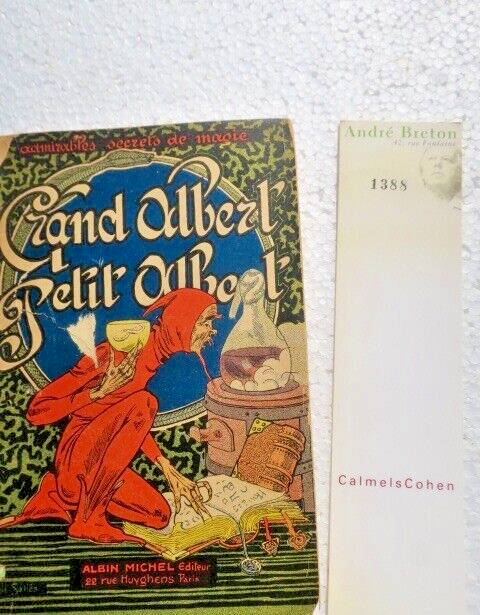 admirables secrets de magie
Grand Albert
& Petit Albert
ALBIN MICHEL Editeur
22 rue Huyghens Paris
André Breton
42, rue Fontaine
1388
CalmelsCohen